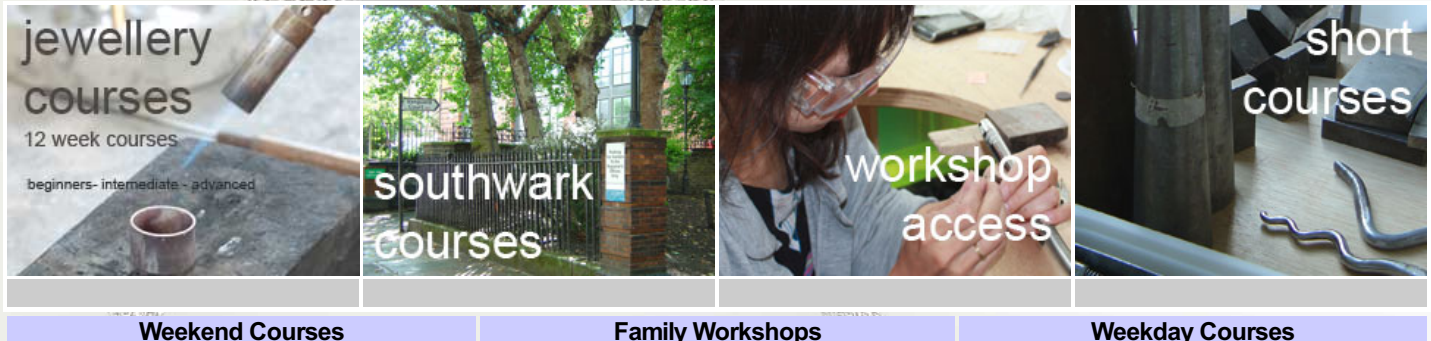 jewellery
courses
12 week courses
beginners- intermediate - advanced
southwark
courses
workshop
access
short
courses
Weekend Courses
Family Workshops
Weekday Courses